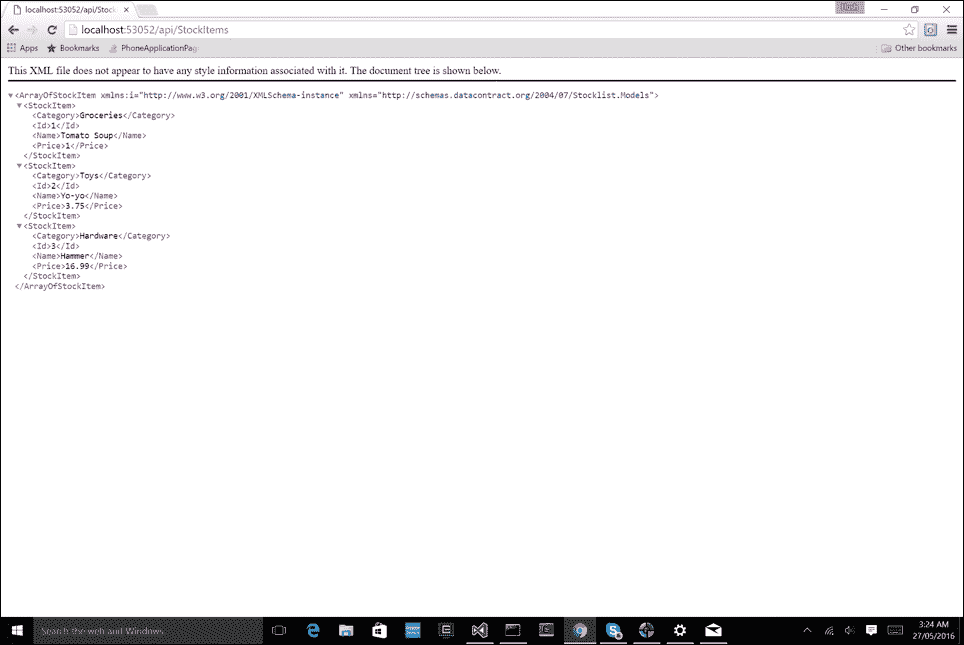 localhost:53052/api/Stock
localhost:53052/api/StockItems
Apps Bookmarks PhoneApplicationPag Other bookmarks
This XML file does not appear to have any style information associated with it. The document tree is shown below.
▼<ArrayOfStockItem xmlns:i="http://www.w3.org/2001/XMLSchema-instance" xmlns="http://schemas.datacontract.org/2004/07/Stocklist.Models">
▼<StockItem>
<Category>Groceries</Category>
<Id>1</Id>
<Name>Tomato Soup</Name>
<Price>1</Price>
</StockItem>
▼<StockItem>
<Category>Toys</Category>
<Id>2</Id>
<Name>Yo-yo</Name>
<Price>3.75</Price>
</StockItem>
▼<StockItem>
<Category>Hardware</Category>
<Id>3</Id>
<Name>Hammer</Name>
<Price>16.99</Price>
</StockItem>
</ArrayOfStockItem>
Search the web and Windows
3:24 AM
27/05/2016